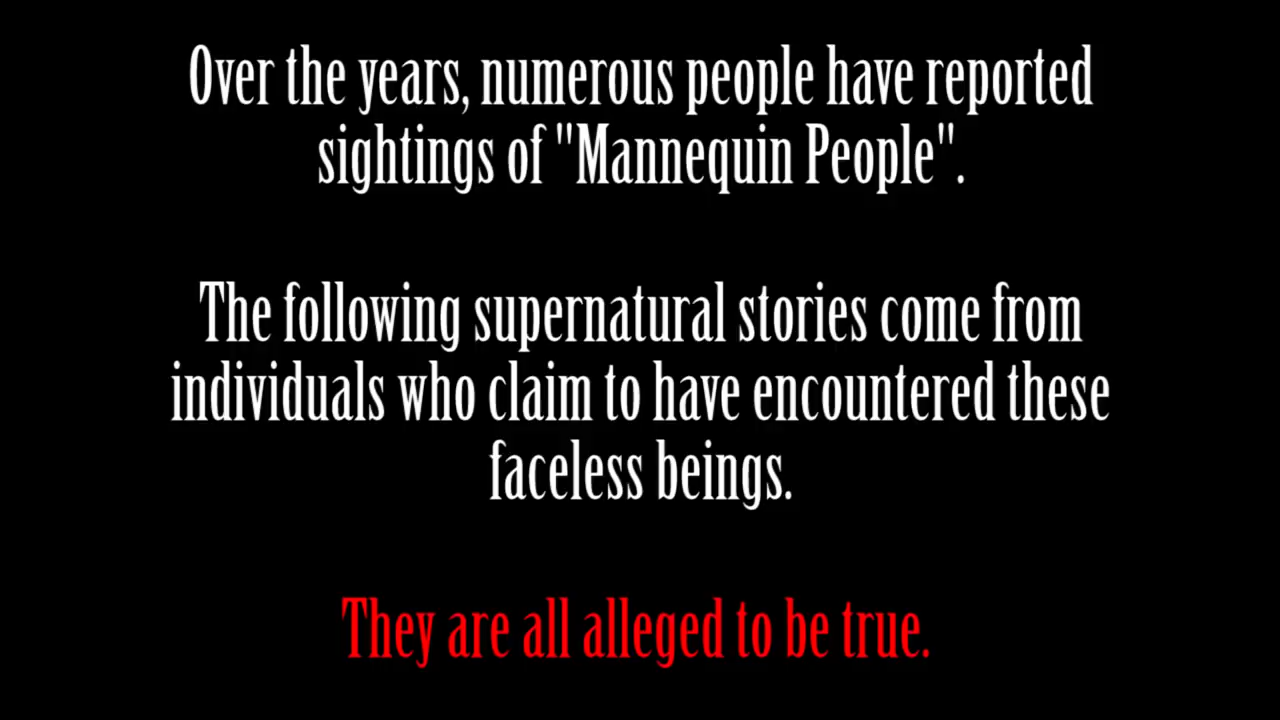 Over the years, numerous people have reported
sightings of "Mannequin People".
The following supernatural stories come from
individuals who claim to have encountered these
faceless beings.
They are all alleged to be true.